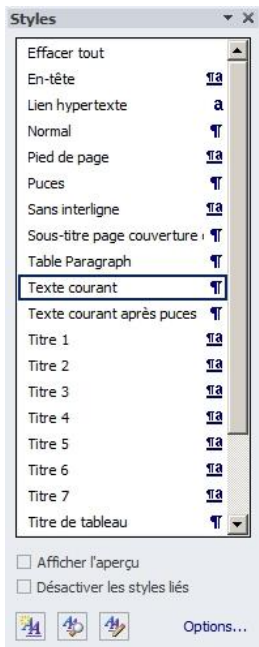 Styles
Effacer tout
En-tête ¶a
Lien hypertexte a
Normal ¶
Pied de page ¶a
Puces ¶
Sans interligne ¶a
Sous-titre page couverture ¶
Table Paragraph ¶
Texte courant ¶
Texte courant après puces ¶
Titre 1 ¶a
Titre 2 ¶a
Titre 3 ¶a
Titre 4 ¶a
Titre 5 ¶a
Titre 6 ¶a
Titre 7 ¶a
Titre de tableau ¶
Afficher l'aperçu
Désactiver les styles liés
Options...